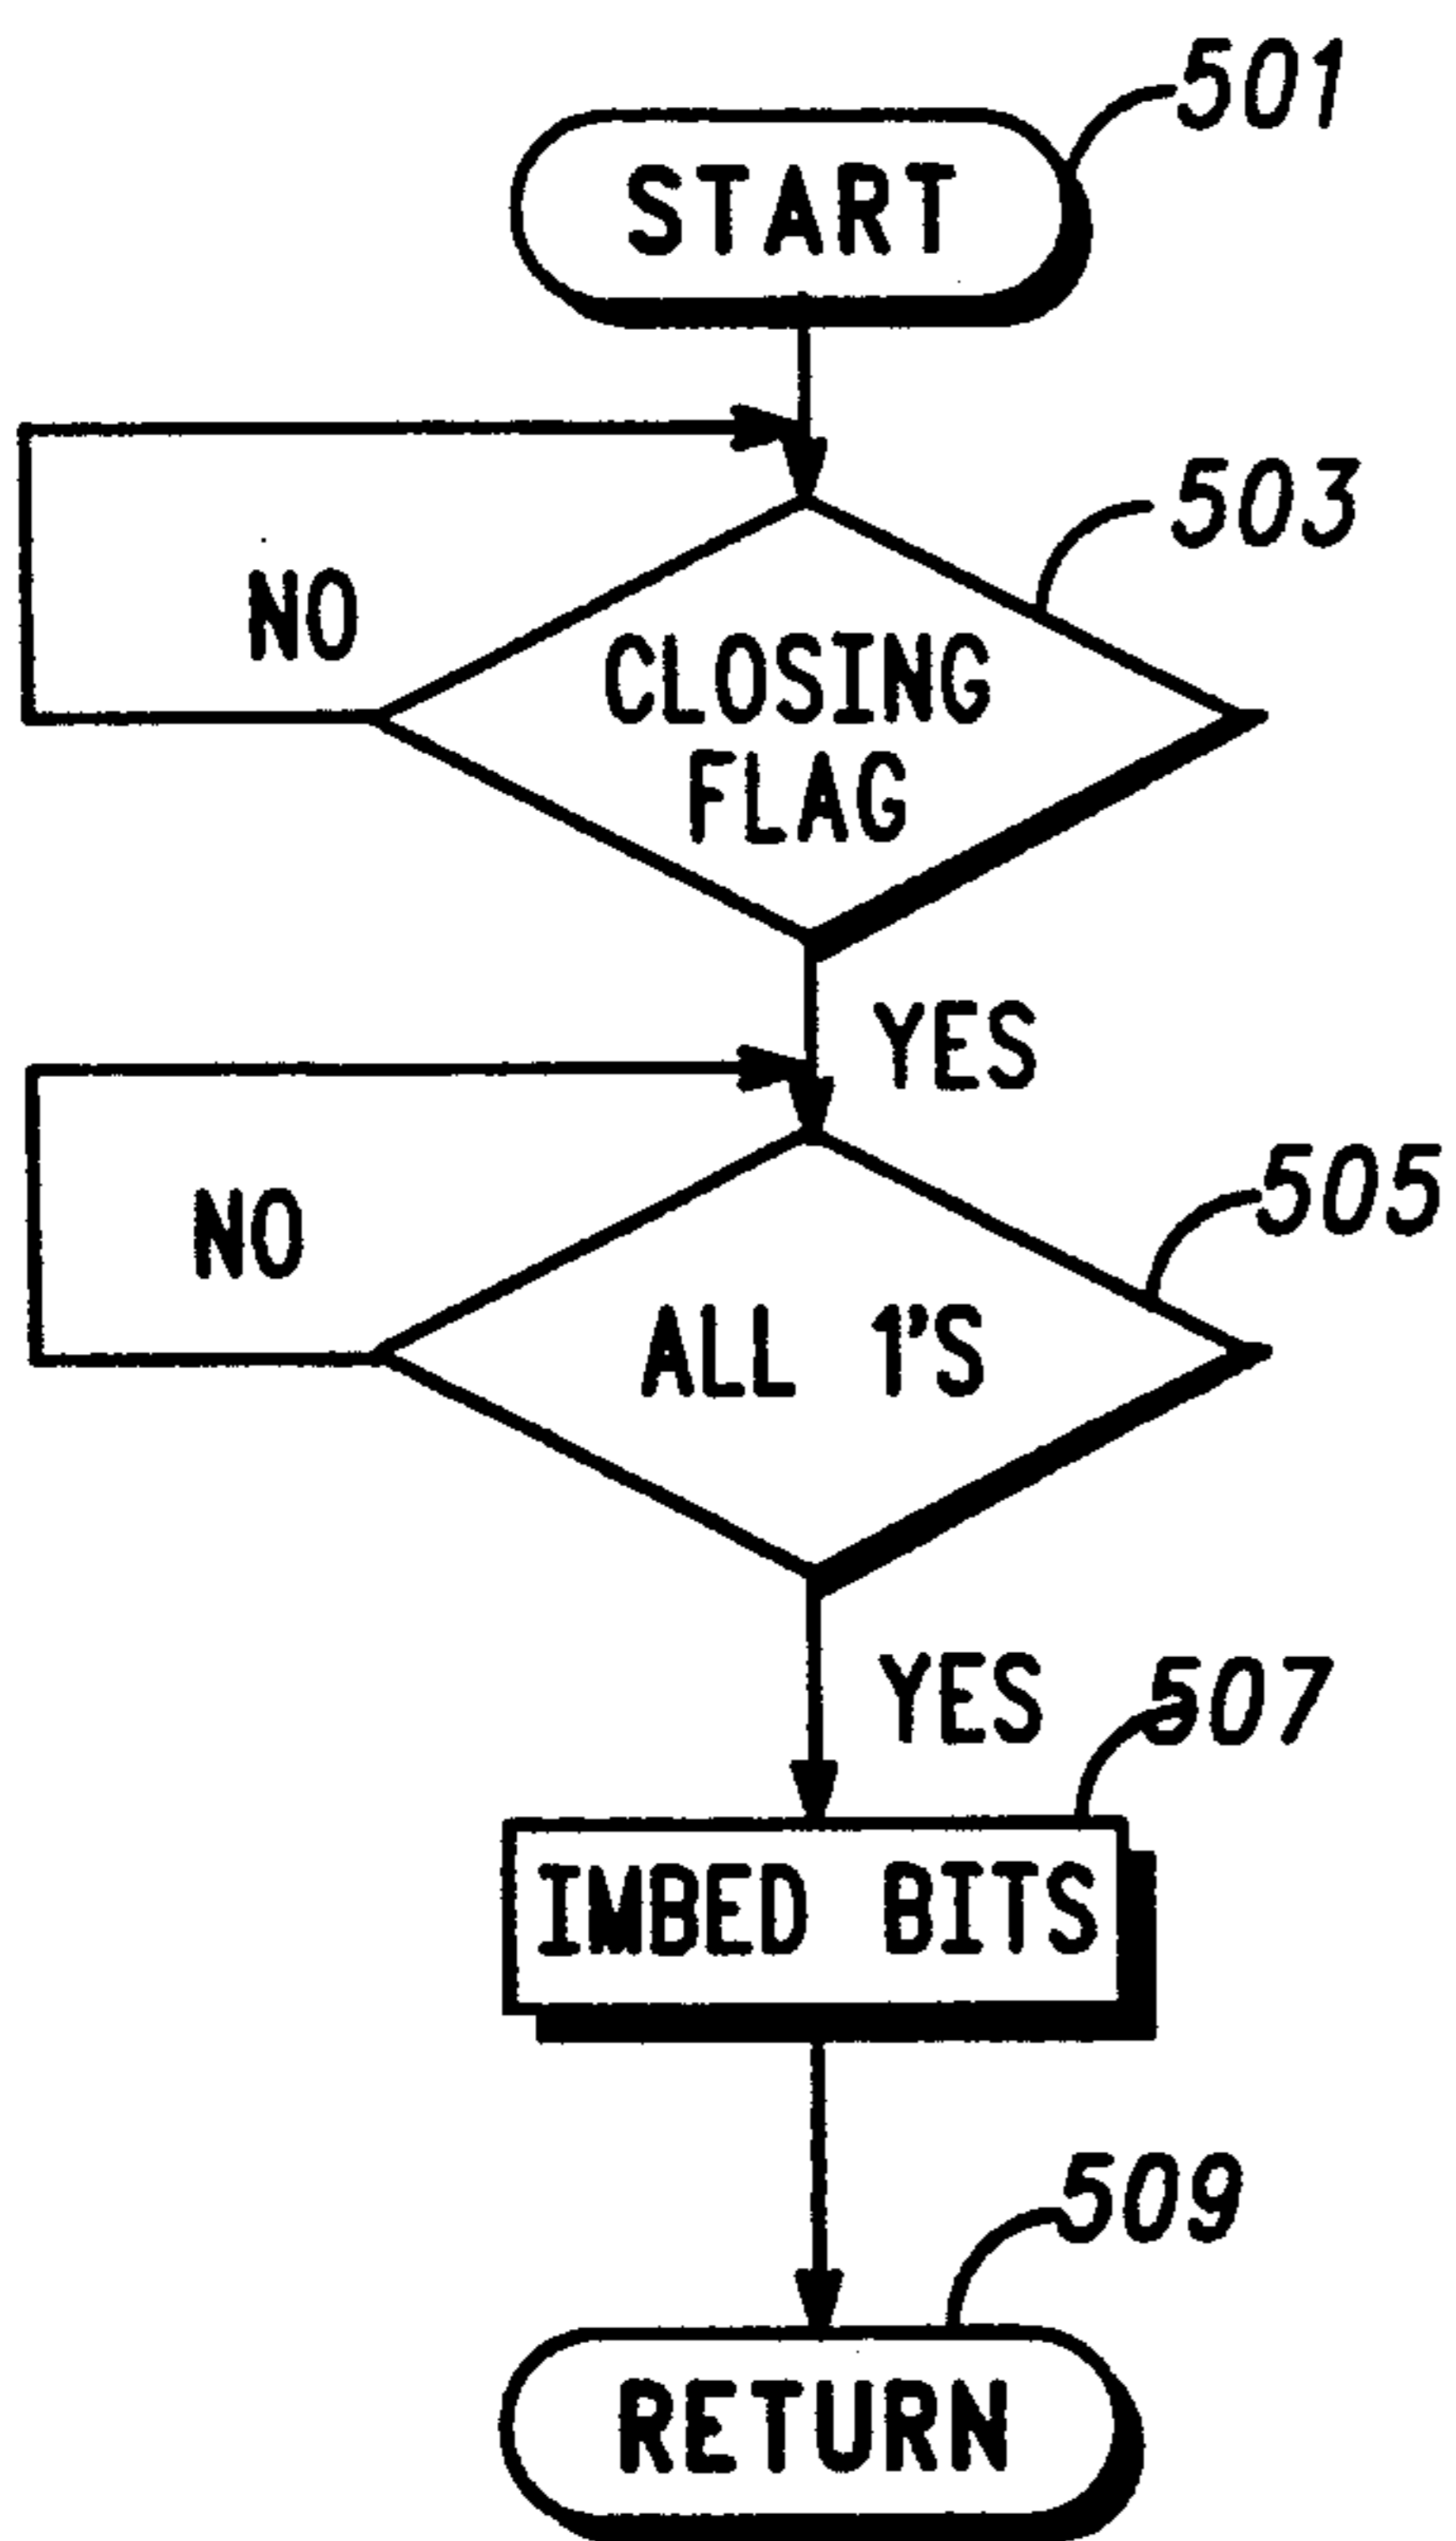 501
START
503
NO
CLOSING
FLAG
YES
505
NO
ALL 1'S
YES
507
IMBED BITS
509
RETURN